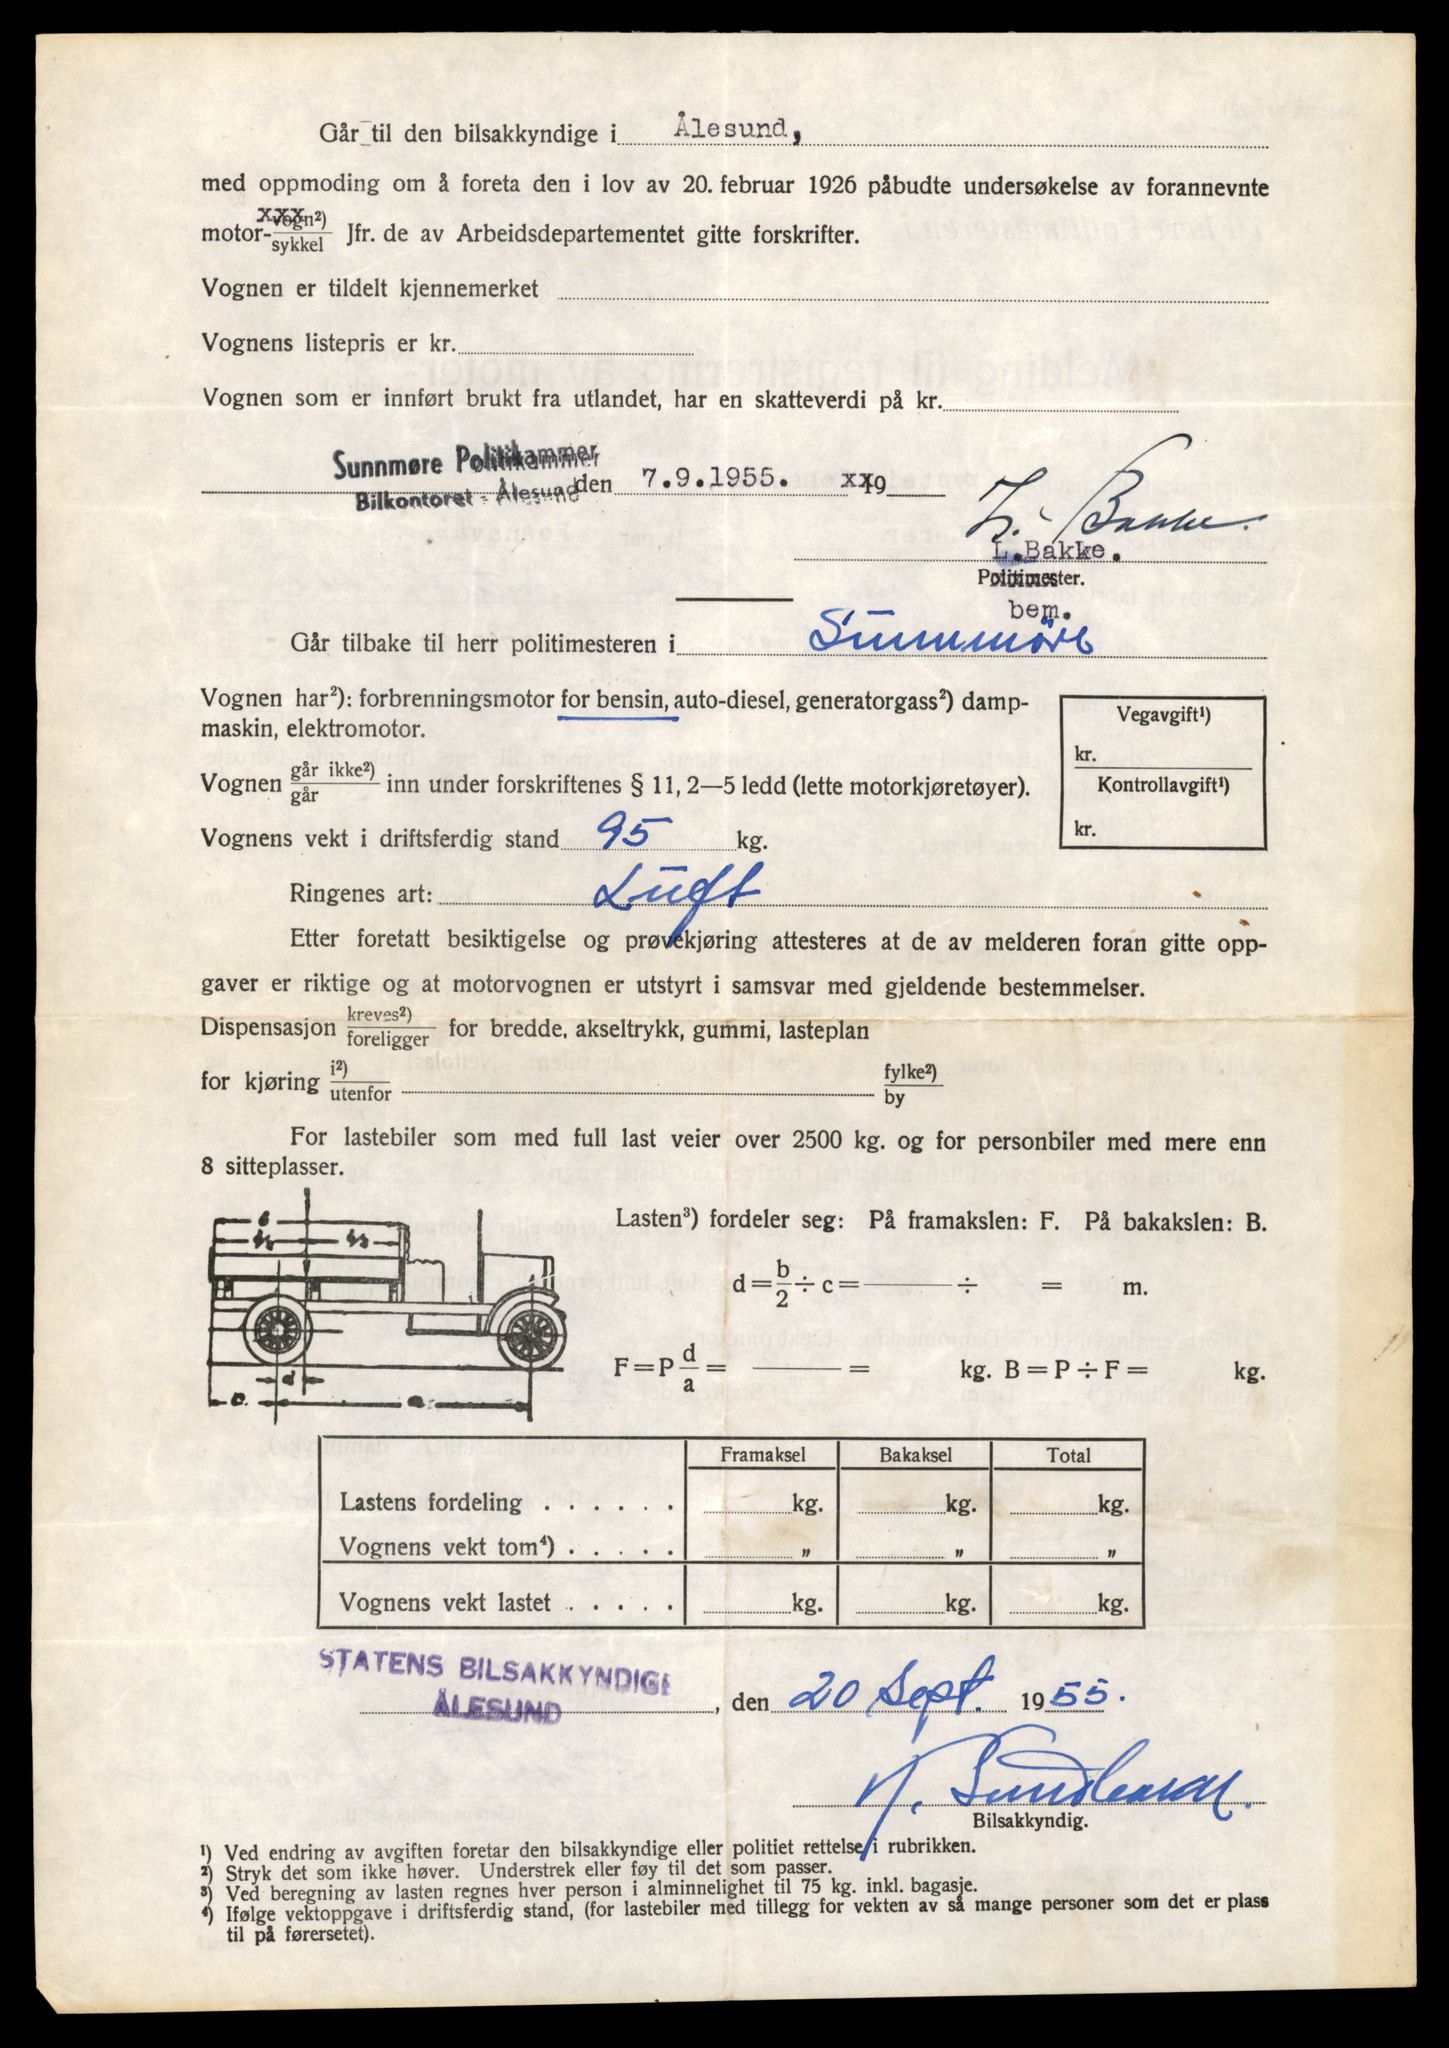 Går til den bilsakkyndige i Ålesund,
med oppmoding om å foreta den i lov av 20. februar 1926 påbudte undersøkelse av forannevnte
motor- vogn²) / sykkel Jfr. de av Arbeidsdepartementet gitte forskrifter.
Vognen er tildelt kjennemerket
Vognens listepris er kr.
Vognen som er innført brukt fra utlandet, har en skatteverdi på kr.
Sunnmøre Politikammer
Bilkontoret - Ålesund den 7.9.1955. xx19
L. Bakke.
L.Bakke.
Politimester.
bem.
Går tilbake til herr politimesteren i Sunnmöre
Vognen har²): forbrenningsmotor for bensin, auto-diesel, generatorgass²) damp-
maskin, elektromotor.
Vegavgift¹)
kr.
Kontrollavgift¹)
kr.
Vognen går ikke²) / går inn under forskriftenes § 11, 2—5 ledd (lette motorkjøretøyer).
Vognens vekt i driftsferdig stand 95 kg.
Ringenes art: Luft
Etter foretatt besiktigelse og prøvekjøring attesteres at de av melderen foran gitte opp-
gaver er riktige og at motorvognen er utstyrt i samsvar med gjeldende bestemmelser.
Dispensasjon kreves²) / foreligger for bredde, akseltrykk, gummi, lasteplan
for kjøring i²) / utenfor fylke²) / by
For lastebiler som med full last veier over 2500 kg. og for personbiler med mere enn
8 sitteplasser.
Lasten³) fordeler seg: På framakslen: F. På bakakslen: B.
d = b/2 ÷ c = ÷ = m.
F = P d/a = = kg. B = P ÷ F = kg.
b
b/2 b/2
d
c a
Framaksel Bakaksel Total
Lastens fordeling . . . . . . kg. kg. kg.
Vognens vekt tom⁴) . . . . . „ „ „
Vognens vekt lastet . . . . . kg. kg. kg.
STATENS BILSAKKYNDIGE
ÅLESUND , den 20 Sept. 1955.
Bilsakkyndig.
¹) Ved endring av avgiften foretar den bilsakkyndige eller politiet rettelse i rubrikken.
²) Stryk det som ikke høver. Understrek eller føy til det som passer.
³) Ved beregning av lasten regnes hver person i alminnelighet til 75 kg. inkl. bagasje.
⁴) Ifølge vektoppgave i driftsferdig stand, (for lastebiler med tillegg for vekten av så mange personer som det er plass
til på førersetet).